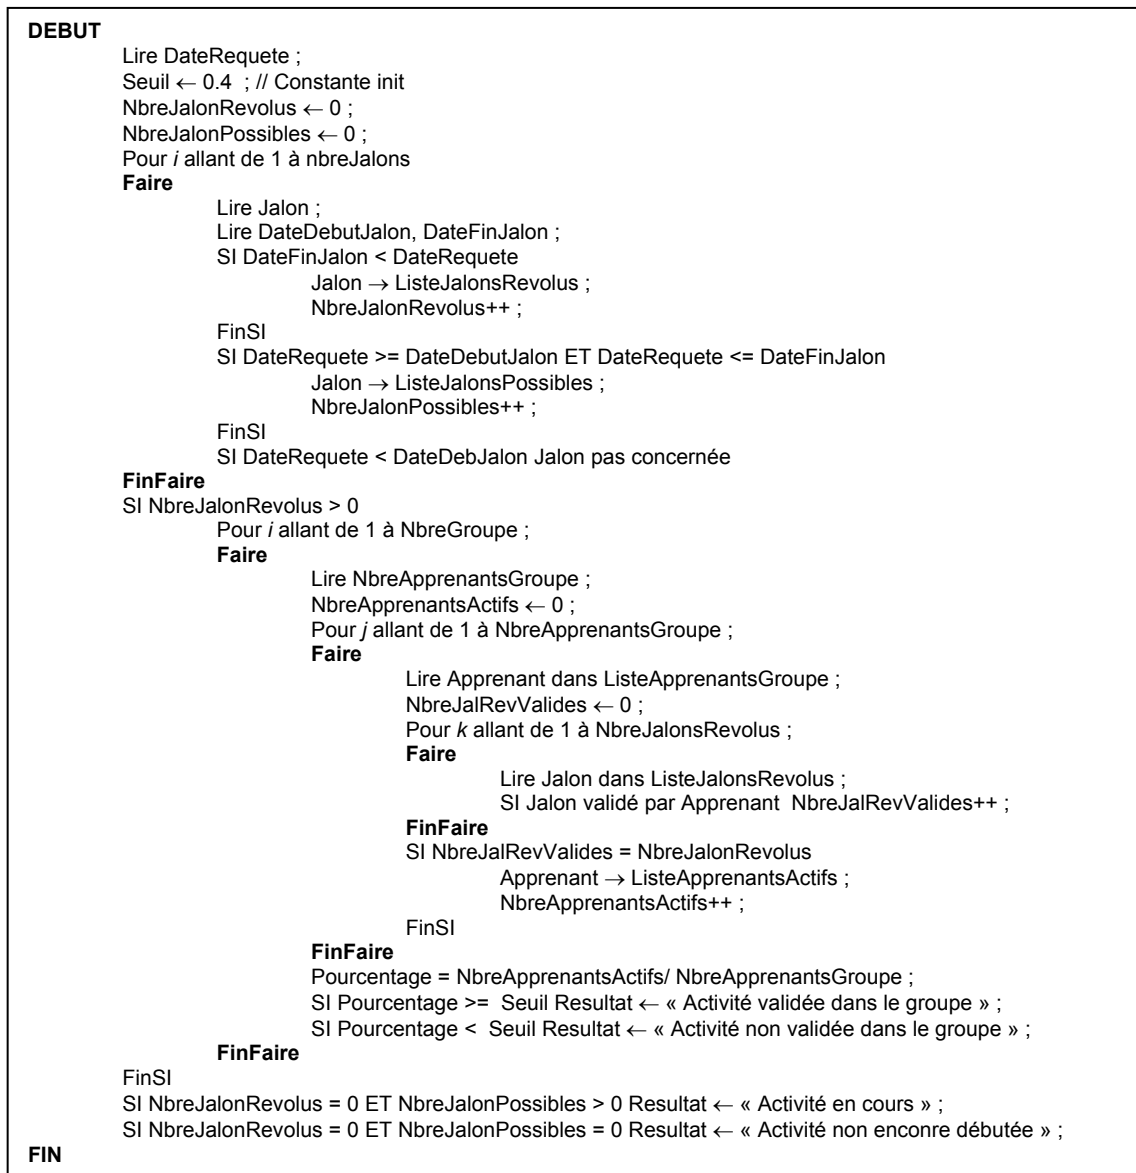 DEBUT
Lire DateRequete ;
Seuil ← 0.4 ; // Constante init
NbreJalonRevolus ← 0 ;
NbreJalonPossibles ← 0 ;
Pour i allant de 1 à nbreJalons
Faire
Lire Jalon ;
Lire DateDebutJalon, DateFinJalon ;
SI DateFinJalon < DateRequete
Jalon → ListeJalonsRevolus ;
NbreJalonRevolus++ ;
FinSI
SI DateRequete >= DateDebutJalon ET DateRequete <= DateFinJalon
Jalon → ListeJalonsPossibles ;
NbreJalonPossibles++ ;
FinSI
SI DateRequete < DateDebJalon Jalon pas concernée
FinFaire
SI NbreJalonRevolus > 0
Pour i allant de 1 à NbreGroupe ;
Faire
Lire NbreApprenantsGroupe ;
NbreApprenantsActifs ← 0 ;
Pour j allant de 1 à NbreApprenantsGroupe ;
Faire
Lire Apprenant dans ListeApprenantsGroupe ;
NbreJalRevValides ← 0 ;
Pour k allant de 1 à NbreJalonsRevolus ;
Faire
Lire Jalon dans ListeJalonsRevolus ;
SI Jalon validé par Apprenant NbreJalRevValides++ ;
FinFaire
SI NbreJalRevValides = NbreJalonRevolus
Apprenant → ListeApprenantsActifs ;
NbreApprenantsActifs++ ;
FinSI
FinFaire
Pourcentage = NbreApprenantsActifs/ NbreApprenantsGroupe ;
SI Pourcentage >= Seuil Resultat ← « Activité validée dans le groupe » ;
SI Pourcentage < Seuil Resultat ← « Activité non validée dans le groupe » ;
FinFaire
FinSI
SI NbreJalonRevolus = 0 ET NbreJalonPossibles > 0 Resultat ← « Activité en cours » ;
SI NbreJalonRevolus = 0 ET NbreJalonPossibles = 0 Resultat ← « Activité non enconre débutée » ;
FIN